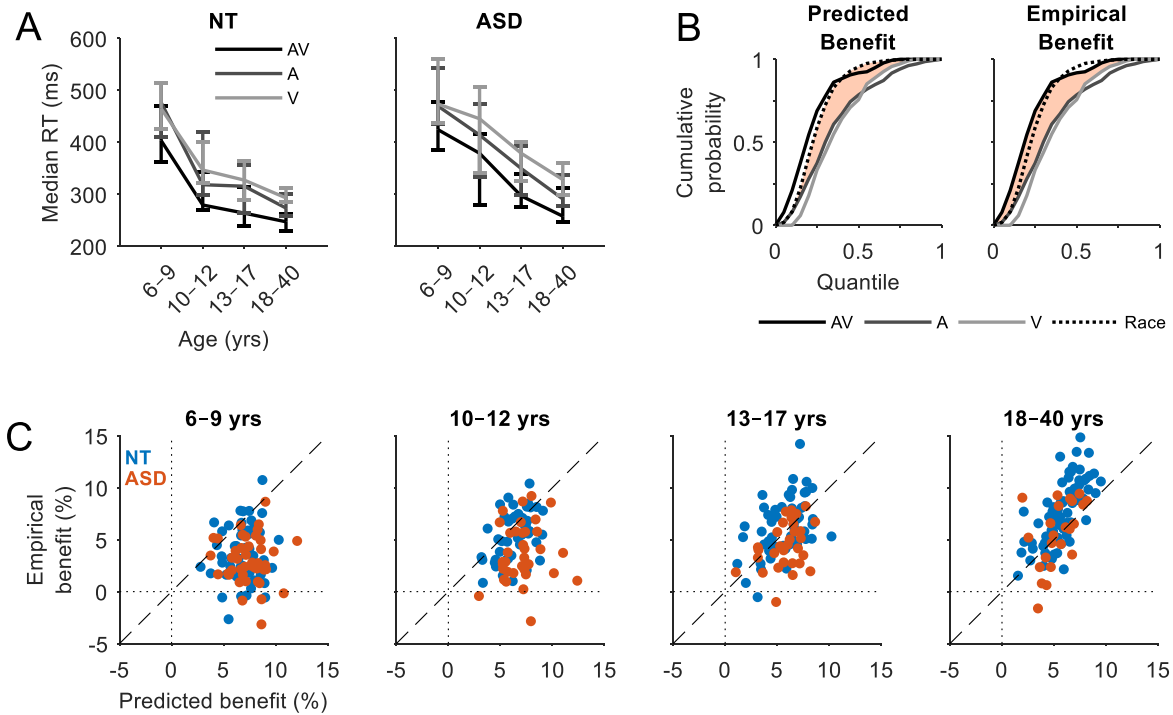 A
NT
ASD
600
500
400
300
200
Median RT (ms)
AV
A
V
6–9
10–12
13–17
18–40
6–9
10–12
13–17
18–40
Age (yrs)
B
Predicted
Benefit
Empirical
Benefit
1
0.5
0
Cumulative
probability
0
0.5
1
0
0.5
1
Quantile
AV
A
V
Race
C
6–9 yrs
10–12 yrs
13–17 yrs
18–40 yrs
NT
ASD
15
10
5
0
-5
Empirical
benefit (%)
-5 0 5 10 15
-5 0 5 10 15
-5 0 5 10 15
-5 0 5 10 15
Predicted benefit (%)